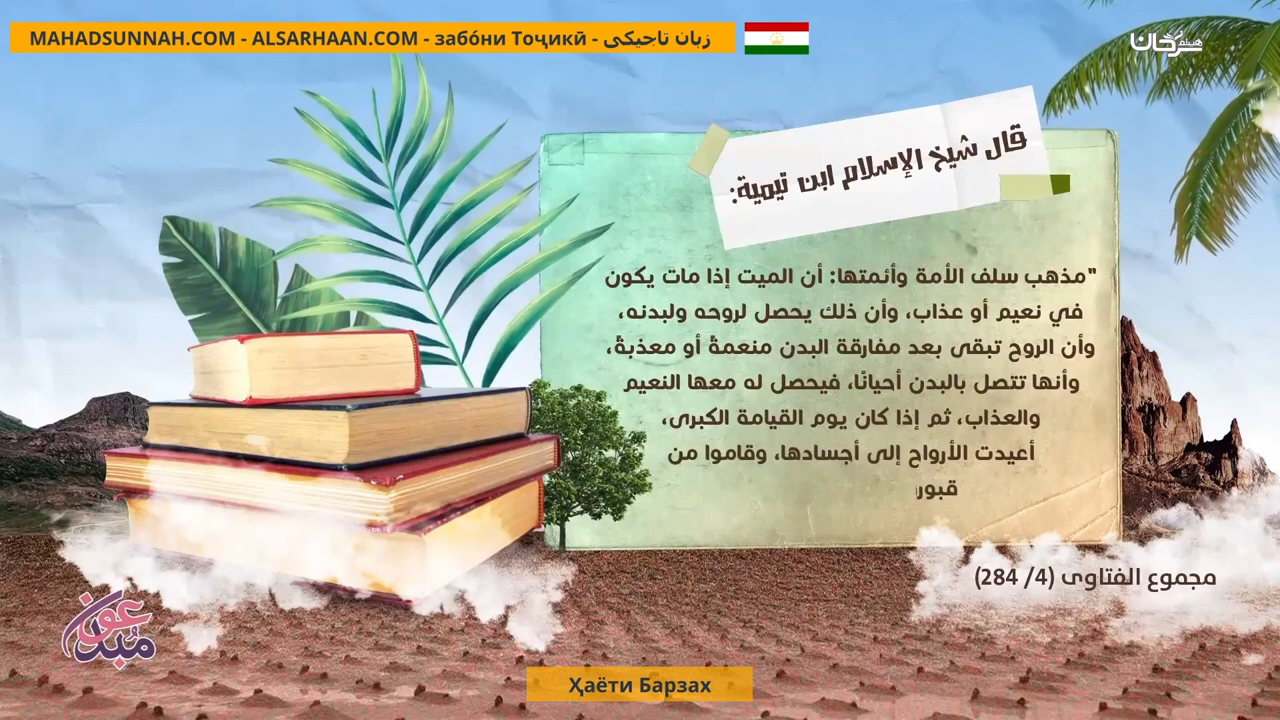 MAHADSUNNAH.COM - ALSARHAAN.COM - забо́ни Тоҷикӣ - زبان تاجیکی
سرحان
قال شيخ الإسلام ابن تيمية:
"مذهب سلف الأمة وأئمتها: أن الميت إذا مات يكون
في نعيم أو عذاب، وأن ذلك يحصل لروحه ولبدنه،
وأن الروح تبقى بعد مفارقة البدن منعمةً أو معذبةً،
وأنها تتصل بالبدن أحيانًا، فيحصل له معها النعيم
والعذاب، ثم إذا كان يوم القيامة الكبرى،
أعيدت الأرواح إلى أجسادها، وقاموا من
قبور
مجموع الفتاوى (4/ 284)
مُبدعون
Ҳаёти Барзах